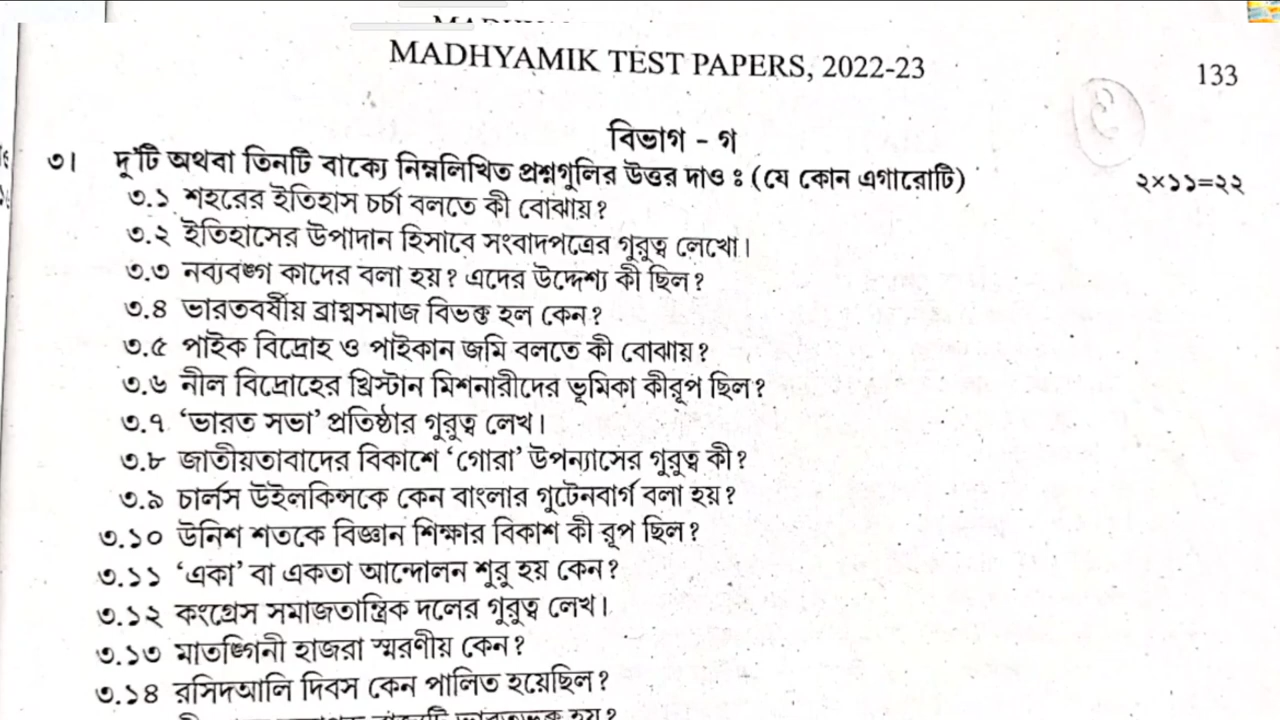 MADHYAMIK TEST PAPERS, 2022-23
133
বিভাগ - গ
৩। দু'টি অথবা তিনটি বাক্যে নিম্নলিখিত প্রশ্নগুলির উত্তর দাও ঃ (যে কোন এগারোটি) ২×১১=২২
৩.১ শহরের ইতিহাস চর্চা বলতে কী বোঝায়?
৩.২ ইতিহাসের উপাদান হিসাবে সংবাদপত্রের গুরুত্ব লেখো।
৩.৩ নব্যবঙ্গ কাদের বলা হয়? এদের উদ্দেশ্য কী ছিল?
৩.৪ ভারতবর্ষীয় ব্রাহ্মসমাজ বিভক্ত হল কেন?
৩.৫ পাইক বিদ্রোহ ও পাইকান জমি বলতে কী বোঝায়?
৩.৬ নীল বিদ্রোহের খ্রিস্টান মিশনারীদের ভূমিকা কীরূপ ছিল?
৩.৭ ‘ভারত সভা’ প্রতিষ্ঠার গুরুত্ব লেখ।
৩.৮ জাতীয়তাবাদের বিকাশে ‘গোরা’ উপন্যাসের গুরুত্ব কী?
৩.৯ চার্লস উইলকিন্সকে কেন বাংলার গুটেনবার্গ বলা হয়?
৩.১০ উনিশ শতকে বিজ্ঞান শিক্ষার বিকাশ কী রূপ ছিল?
৩.১১ ‘একা’ বা একতা আন্দোলন শুরু হয় কেন?
৩.১২ কংগ্রেস সমাজতান্ত্রিক দলের গুরুত্ব লেখ।
৩.১৩ মাতঙ্গিনী হাজরা স্মরণীয় কেন?
৩.১৪ রসিদআলি দিবস কেন পালিত হয়েছিল?